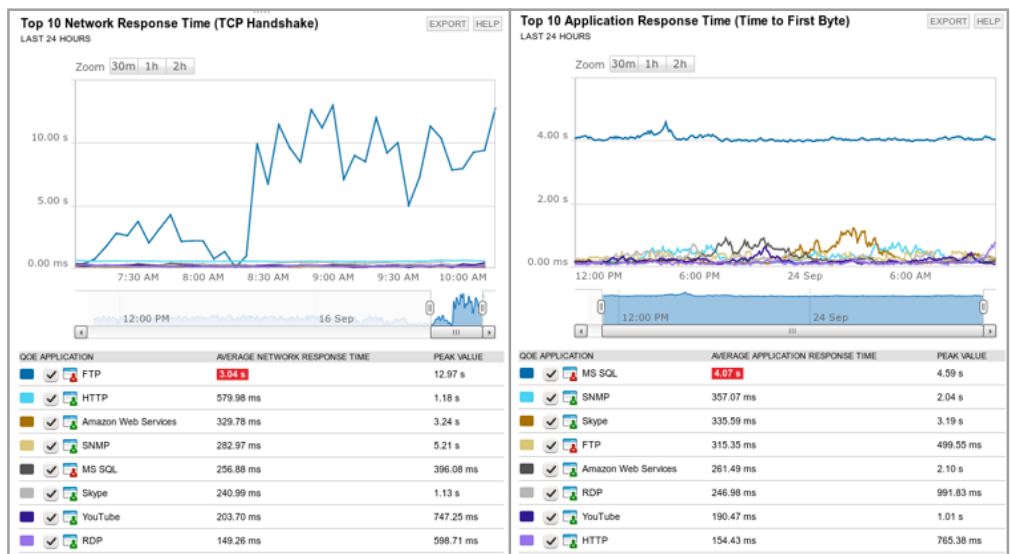 Top 10 Network Response Time (TCP Handshake)
EXPORT HELP
LAST 24 HOURS
Zoom 30m 1h 2h
10.00 s
5.00 s
0.00 ms
7:30 AM 8:00 AM 8:30 AM 9:00 AM 9:30 AM 10:00 AM
12:00 PM 16 Sep
QOE APPLICATION AVERAGE NETWORK RESPONSE TIME PEAK VALUE
FTP 3.04 s 12.97 s
HTTP 579.98 ms 1.18 s
Amazon Web Services 329.78 ms 3.24 s
SNMP 282.97 ms 5.21 s
MS SQL 256.88 ms 396.08 ms
Skype 240.99 ms 1.13 s
YouTube 203.70 ms 747.25 ms
RDP 149.26 ms 598.71 ms
Top 10 Application Response Time (Time to First Byte)
EXPORT HELP
LAST 24 HOURS
Zoom 30m 1h 2h
4.00 s
2.00 s
0.00 ms
12:00 PM 6:00 PM 24 Sep 6:00 AM
12:00 PM 24 Sep
QOE APPLICATION AVERAGE APPLICATION RESPONSE TIME PEAK VALUE
MS SQL 4.07 s 4.59 s
SNMP 357.07 ms 2.04 s
Skype 335.59 ms 3.19 s
FTP 315.35 ms 499.55 ms
Amazon Web Services 261.49 ms 2.10 s
RDP 246.98 ms 991.83 ms
YouTube 190.47 ms 1.01 s
HTTP 154.43 ms 765.38 ms